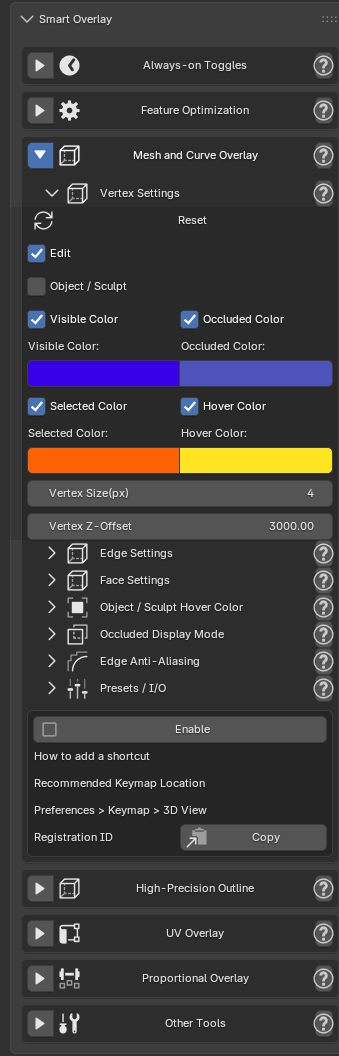 Smart Overlay
Always-on Toggles
Feature Optimization
Mesh and Curve Overlay
Vertex Settings
Reset
Edit
Object / Sculpt
Visible Color Occluded Color
Visible Color: Occluded Color:
Selected Color Hover Color
Selected Color: Hover Color:
Vertex Size(px) 4
Vertex Z-Offset 3000.00
Edge Settings
Face Settings
Object / Sculpt Hover Color
Occluded Display Mode
Edge Anti-Aliasing
Presets / I/O
Enable
How to add a shortcut
Recommended Keymap Location
Preferences > Keymap > 3D View
Registration ID Copy
High-Precision Outline
UV Overlay
Proportional Overlay
Other Tools